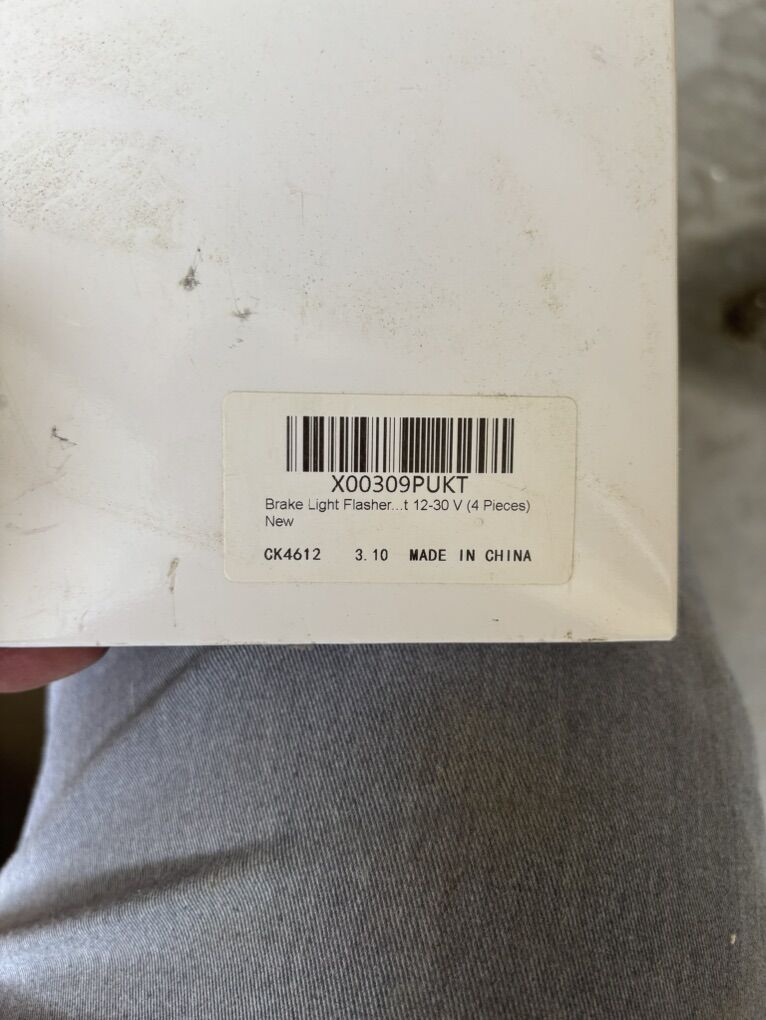 X00309PUKT
Brake Light Flasher...t 12-30 V (4 Pieces)
New
CK4612 3.10 MADE IN CHINA